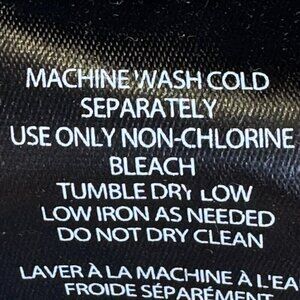 MACHINE WASH COLD
SEPARATELY
USE ONLY NON-CHLORINE
BLEACH
TUMBLE DRY LOW
LOW IRON AS NEEDED
DO NOT DRY CLEAN
LAVER À LA MACHINE À L'EA
FROIDE SÉPARÉMENT